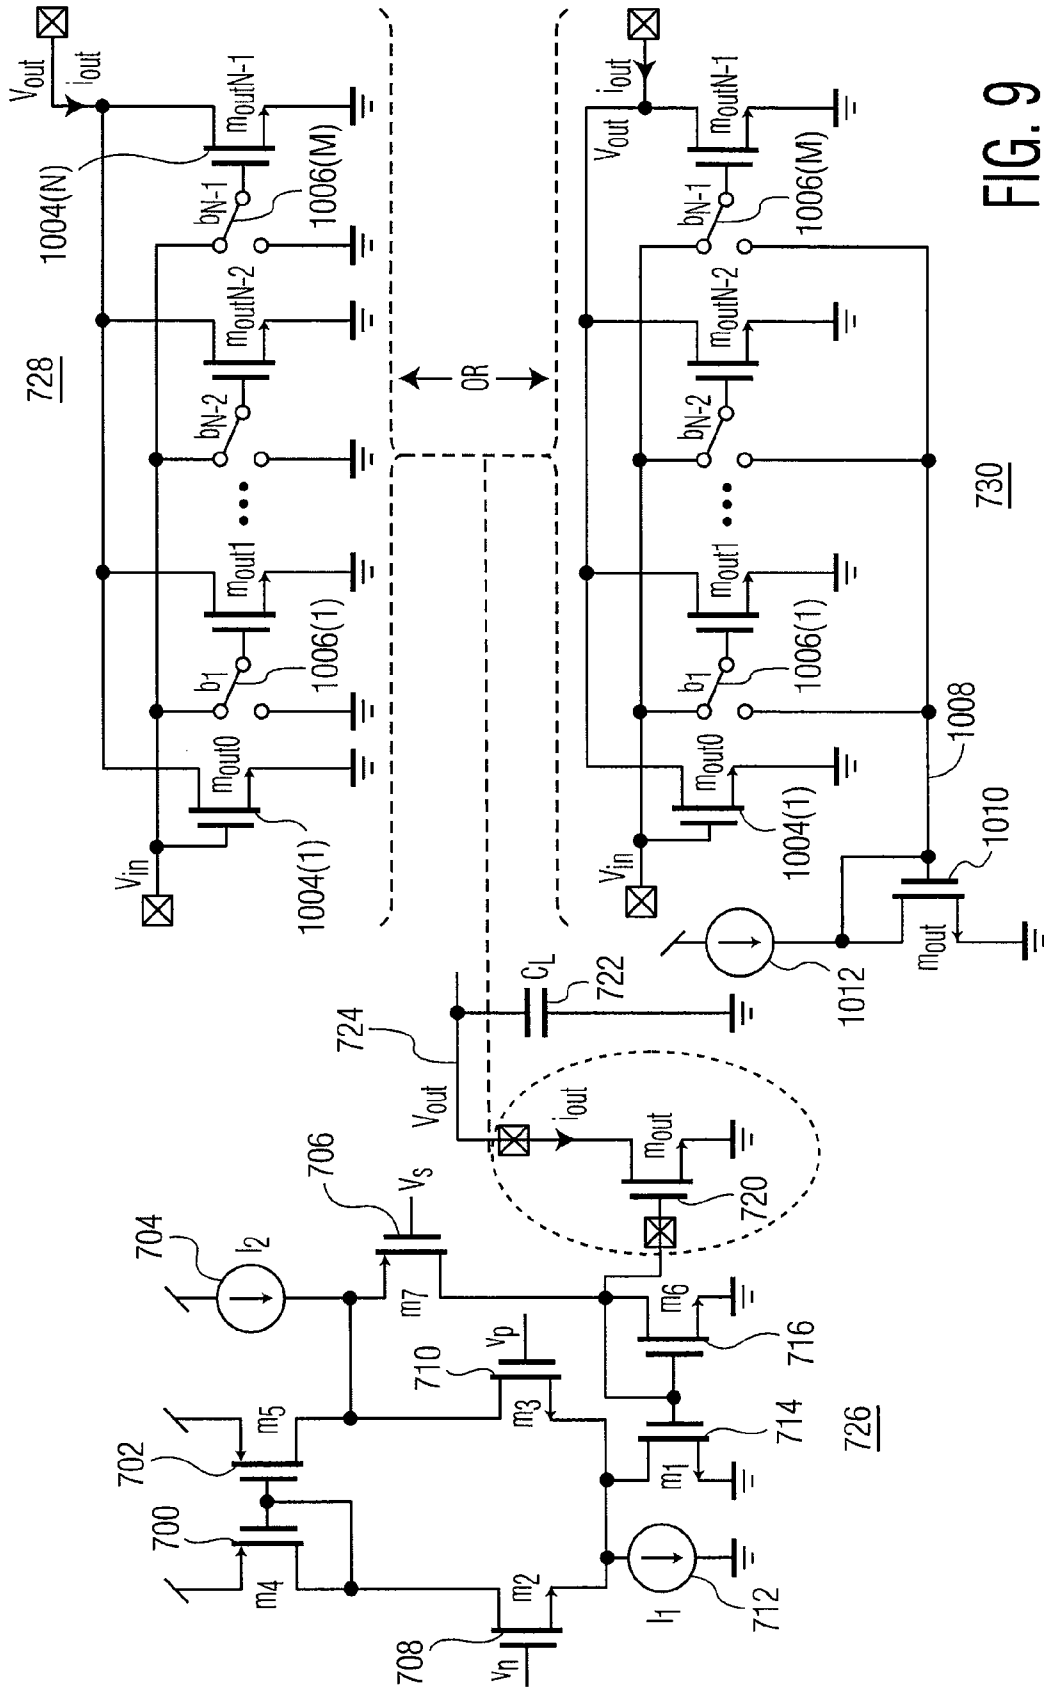 728
1004(N)
Vout
iout
Vin
mout0
mout1
moutN-2
moutN-1
b1
bN-2
bN-1
1004(1)
1006(1)
1006(M)
OR
Vout
iout
Vin
mout0
mout1
moutN-2
moutN-1
b1
bN-2
bN-1
1004(1)
1006(1)
1006(M)
1008
1010
1012
mout
730
700
702
704
I2
706
m4
m5
m7
Vs
708
710
m2
m3
vn
vp
I1
712
m1
714
m6
716
726
Vout
724
CL
722
iout
mout
720
FIG. 9